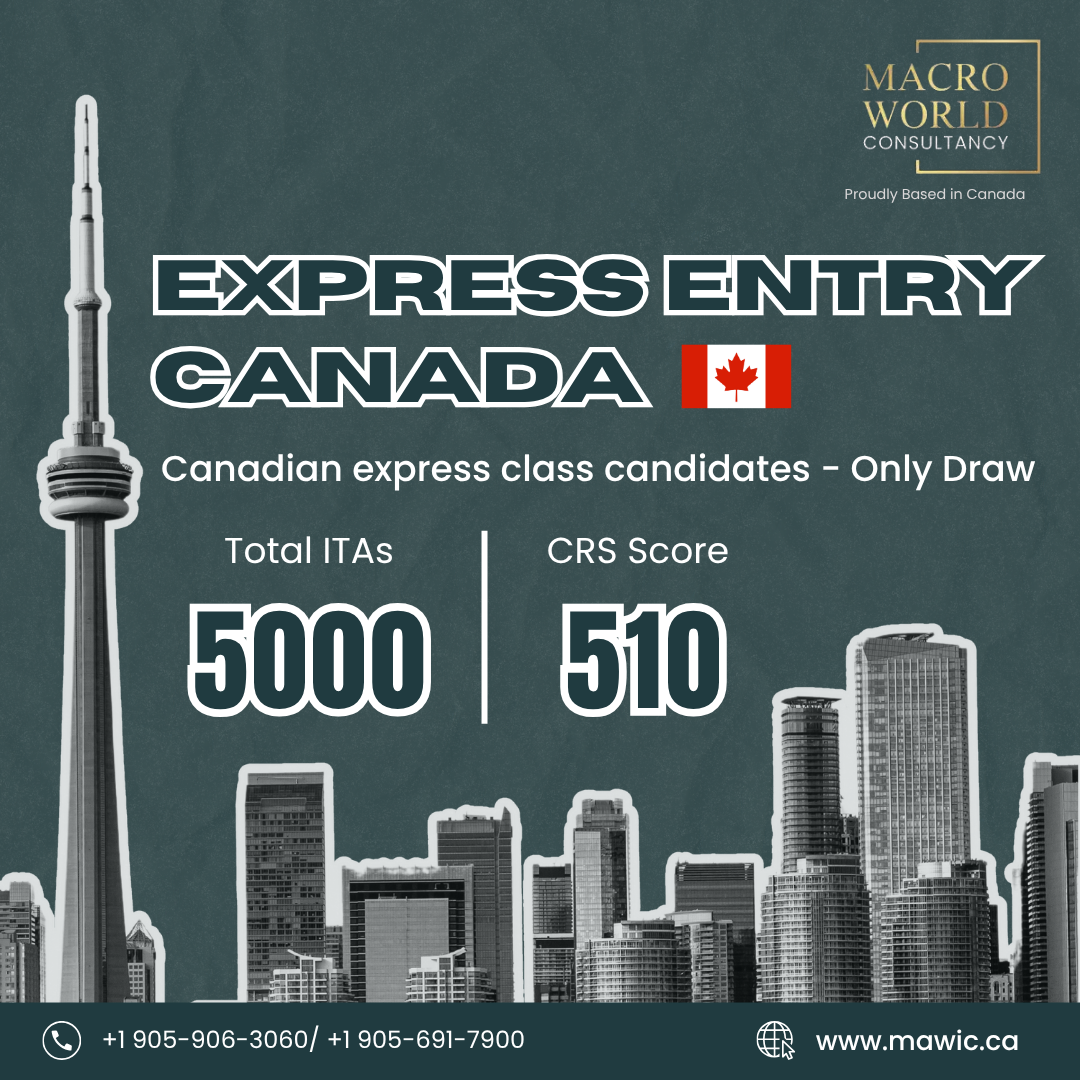 MACRO
WORLD
CONSULTANCY
Proudly Based in Canada
EXPRESS ENTRY
CANADA
Canadian express class candidates - Only Draw
Total ITAs
CRS Score
5000
510
+1 905-906-3060/ +1 905-691-7900
www.mawic.ca